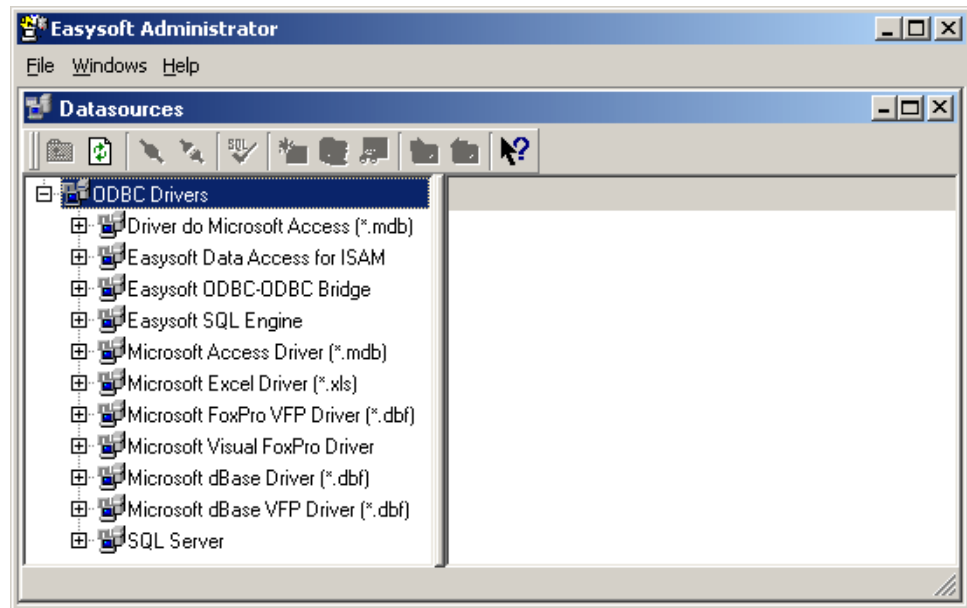 Easysoft Administrator
File Windows Help
Datasources
SQL
ODBC Drivers
Driver do Microsoft Access (*.mdb)
Easysoft Data Access for ISAM
Easysoft ODBC-ODBC Bridge
Easysoft SQL Engine
Microsoft Access Driver (*.mdb)
Microsoft Excel Driver (*.xls)
Microsoft FoxPro VFP Driver (*.dbf)
Microsoft Visual FoxPro Driver
Microsoft dBase Driver (*.dbf)
Microsoft dBase VFP Driver (*.dbf)
SQL Server